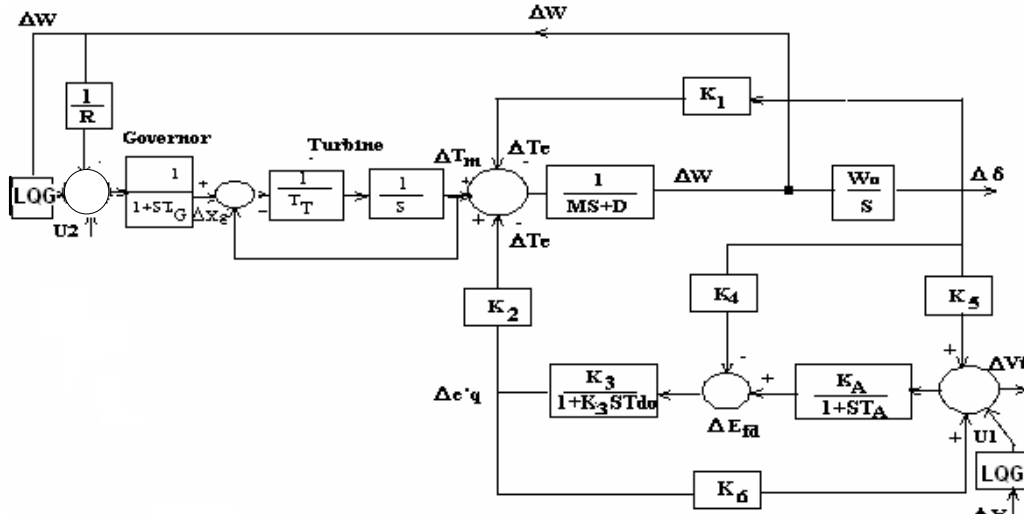 ΔW
ΔW
1
R
K1
Governor
Turbine
ΔTm
ΔTe
LQG
1
1+STG
+
ΔXe
-
1
TT
1
S
+
-
+
-
1
MS+D
ΔW
Wo
S
Δδ
U2
ΔTe
K2
K4
K5
-
+
+
ΔVt
Δe'q
K3
1+K3STdo
ΔEfd
KA
1+STA
+
U1
LQG
K6